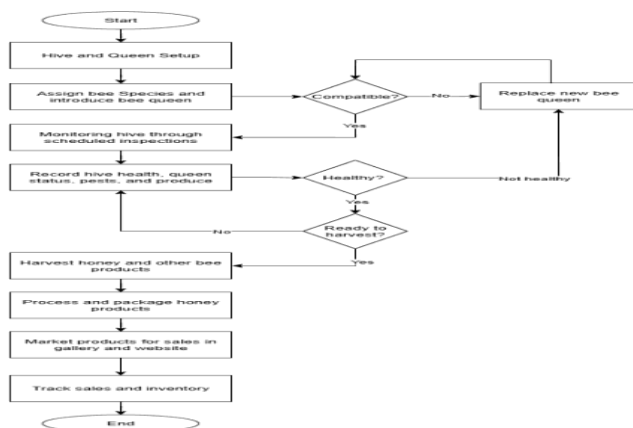 Start
Hive and Queen Setup
Assign bee Species and
introduce bee queen
Compatible?
No
Replace new bee
queen
Yes
Monitoring hive through
scheduled inspections
Record hive health, queen
status, pests, and produce
Healthy?
Not healthy
Yes
Ready to
harvest?
No
Yes
Harvest honey and other bee
products
Process and package honey
products
Market products for sales in
gallery and website
Track sales and inventory
End